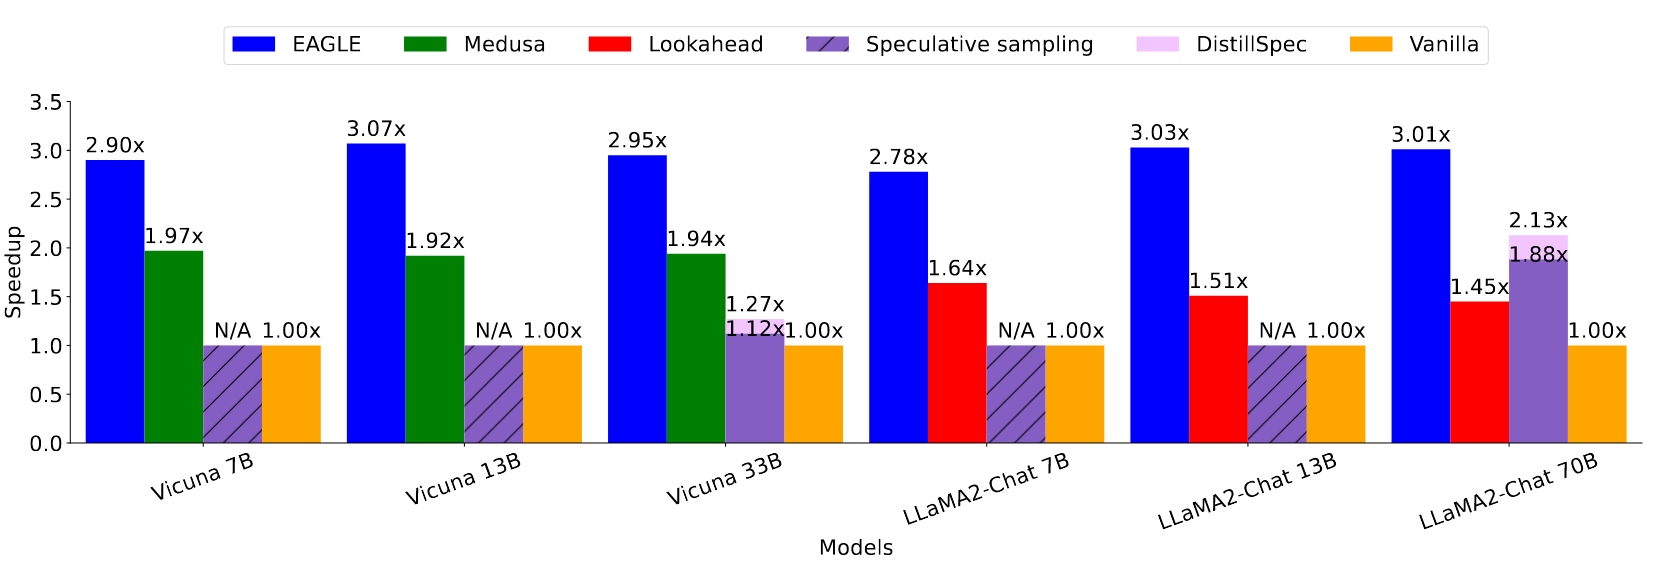 EAGLE Medusa Lookahead Speculative sampling DistillSpec Vanilla
3.5
3.0
2.5
2.0
1.5
1.0
0.5
0.0
Speedup
2.90x
1.97x
N/A
1.00x
3.07x
1.92x
N/A
1.00x
2.95x
1.94x
1.27x
1.12x
1.00x
2.78x
1.64x
N/A
1.00x
3.03x
1.51x
N/A
1.00x
3.01x
1.45x
2.13x
1.88x
1.00x
Vicuna 7B
Vicuna 13B
Vicuna 33B
LLaMA2-Chat 7B
LLaMA2-Chat 13B
LLaMA2-Chat 70B
Models